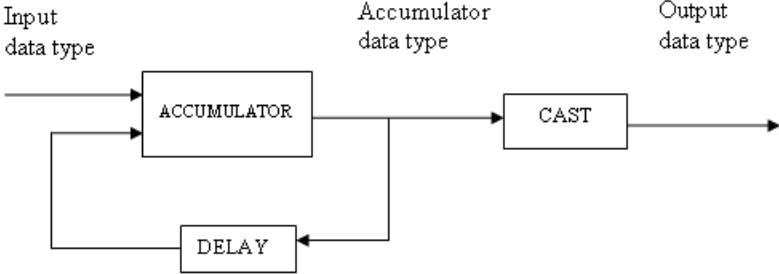 Input
data type
Accumulator
data type
Output
data type
ACCUMULATOR
CAST
DELAY